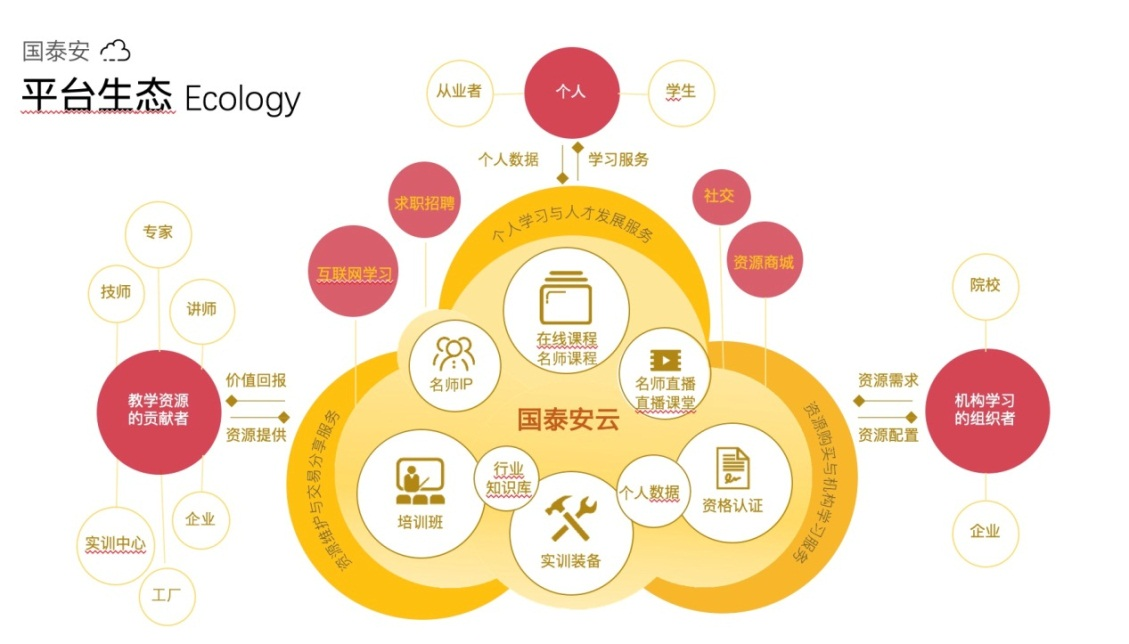 国泰安
平台生态 Ecology
从业者
个人
学生
个人数据
学习服务
求职招聘
社交
互联网学习
资源商城
个人学习与人才发展服务
专家
技师
讲师
教学资源
的贡献者
价值回报
资源提供
企业
实训中心
工厂
在线课程
名师课程
名师IP
名师直播
直播课堂
国泰安云
资源维护与交易分享服务
资源购买与机构学习服务
培训班
行业
知识库
实训装备
个人数据
资格认证
资源需求
资源配置
院校
机构学习
的组织者
企业